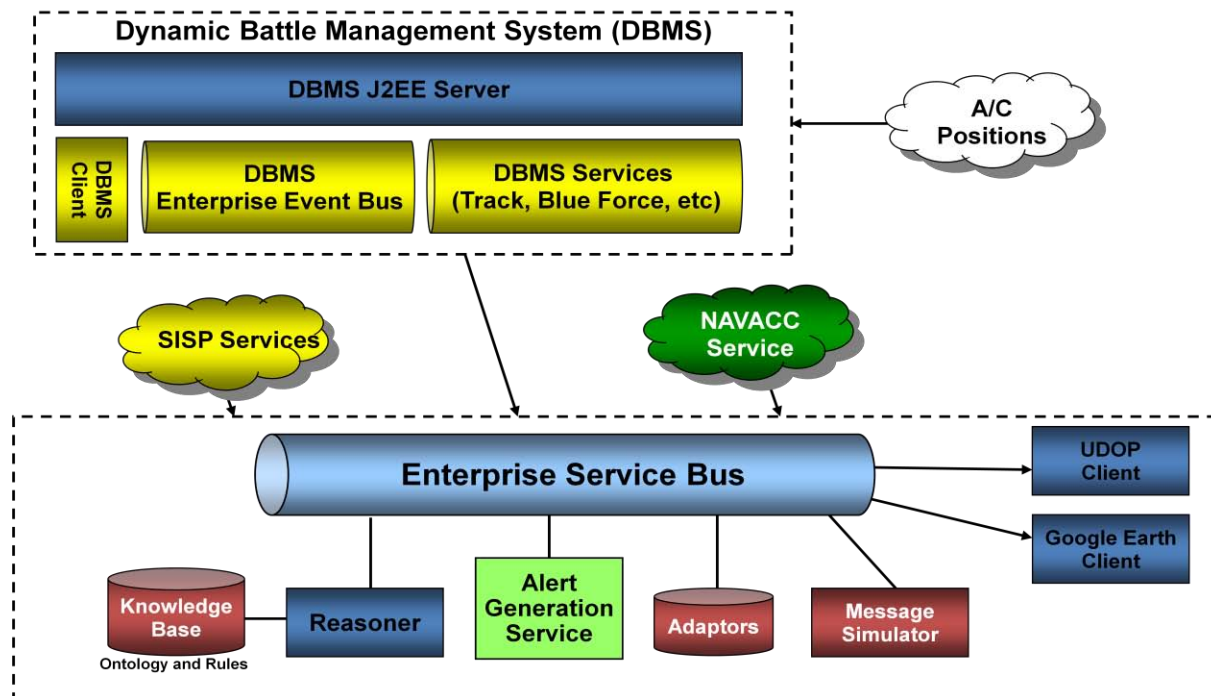 Dynamic Battle Management System (DBMS)
DBMS J2EE Server
A/C
Positions
DBMS
Client
DBMS
Enterprise Event Bus
DBMS Services
(Track, Blue Force, etc)
SISP Services
NAVACC
Service
Enterprise Service Bus
UDOP
Client
Google Earth
Client
Knowledge
Base
Ontology and Rules
Reasoner
Alert
Generation
Service
Adaptors
Message
Simulator